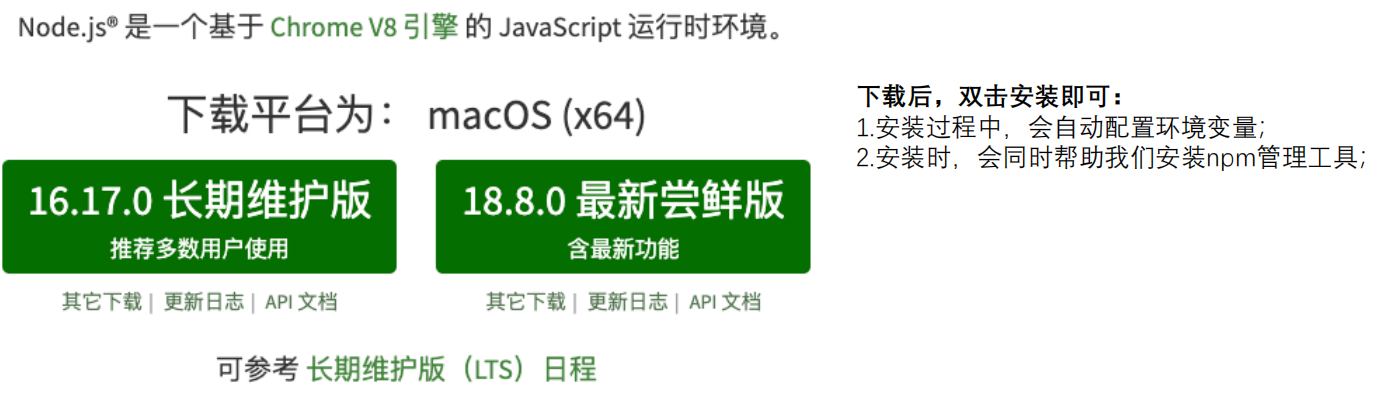 Node.js® 是一个基于 Chrome V8 引擎 的 JavaScript 运行时环境。
下载平台为： macOS (x64)
16.17.0 长期维护版
推荐多数用户使用
其它下载 | 更新日志 | API 文档
18.8.0 最新尝鲜版
含最新功能
其它下载 | 更新日志 | API 文档
可参考 长期维护版（LTS）日程
下载后，双击安装即可：
1.安装过程中，会自动配置环境变量；
2.安装时，会同时帮助我们安装npm管理工具；